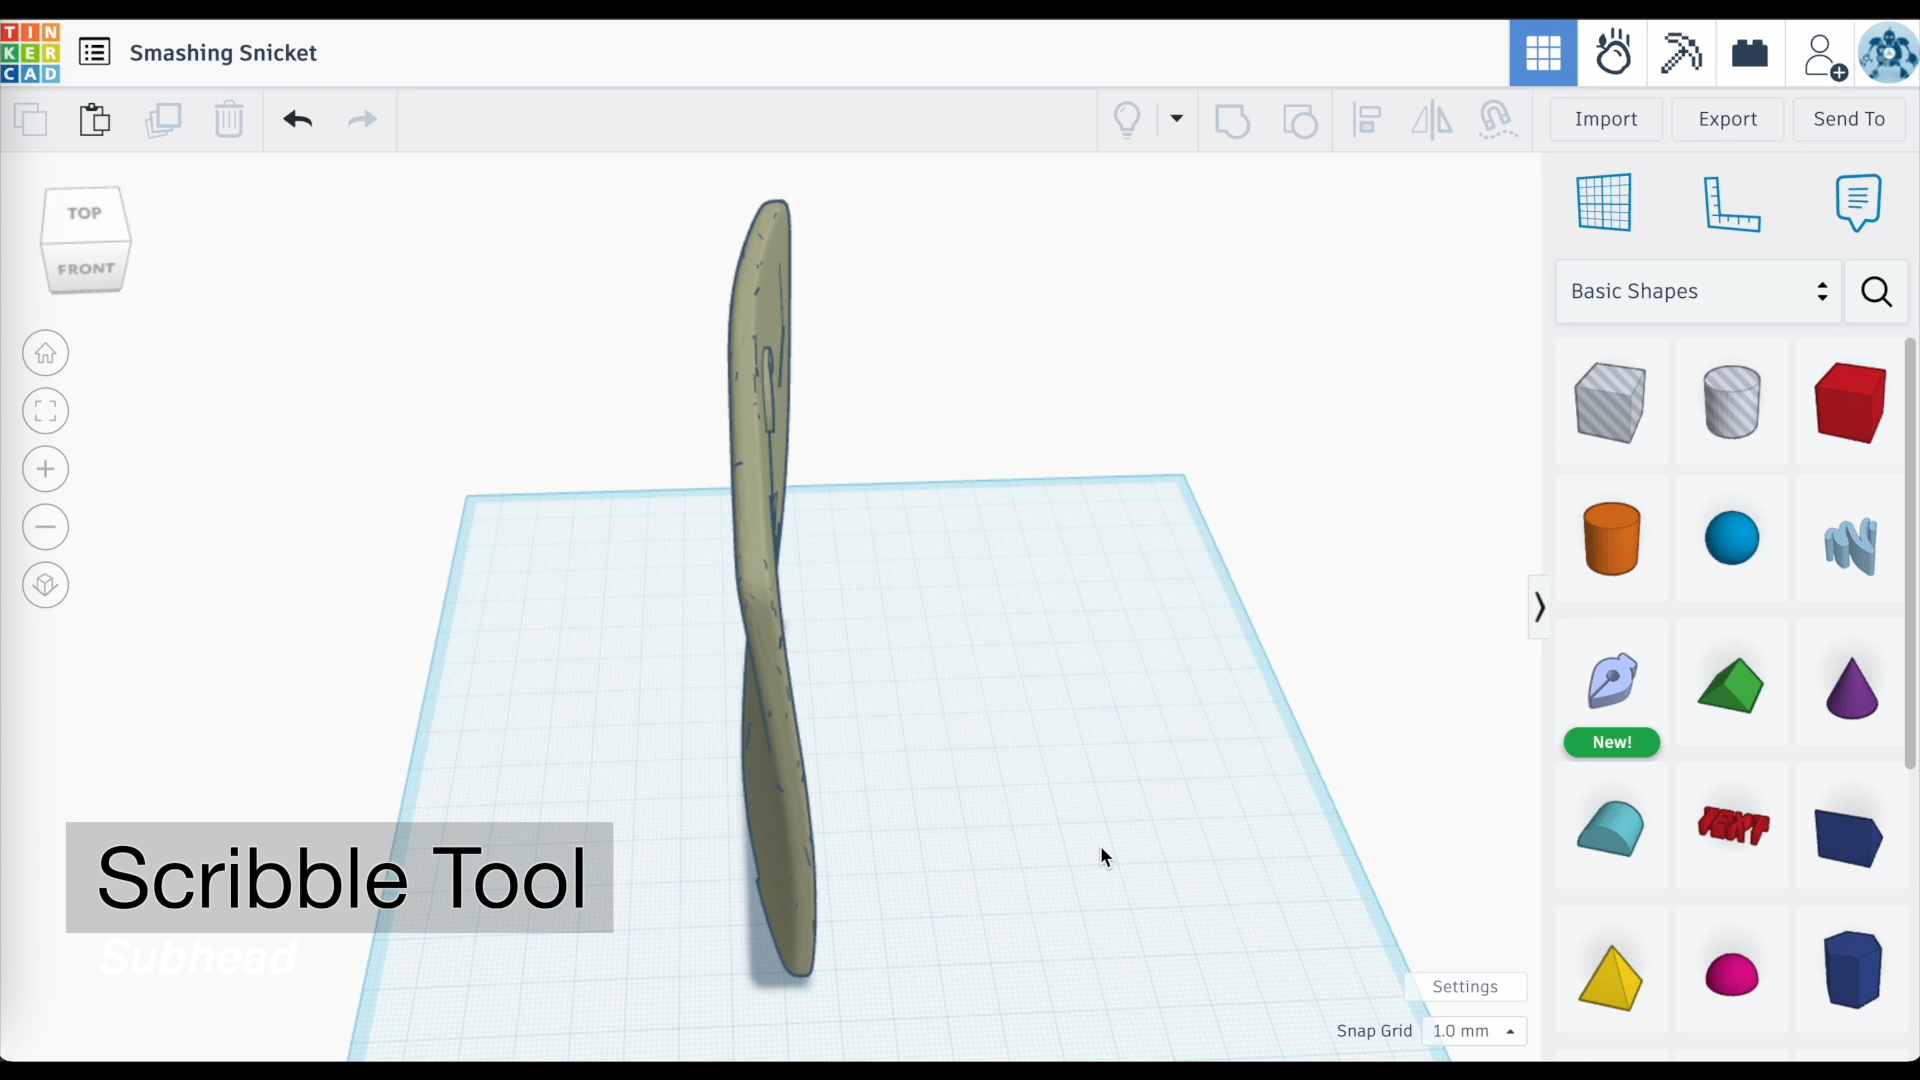 TIN
KER
CAD
Smashing Snicket
Import
Export
Send To
TOP
FRONT
Basic Shapes
New!
TEXT
Scribble Tool
Subhead
Settings
Snap Grid
1.0 mm